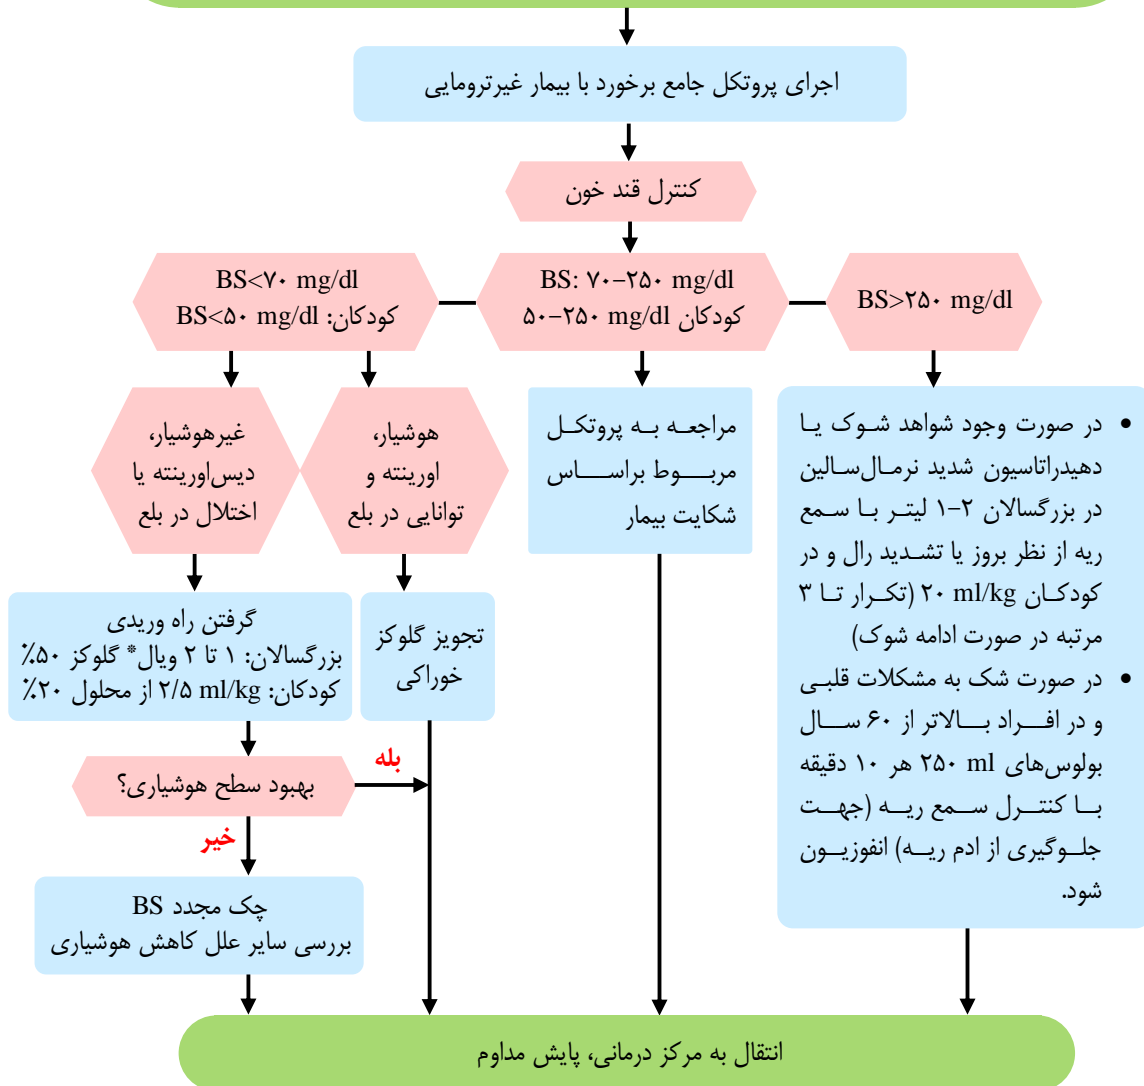 اجرای پروتکل جامع برخورد با بیمار غیرترومایی
کنترل قند خون
BS>۲۵۰ mg/dl
BS: ۷۰–۲۵۰ mg/dl
کودکان ۵۰–۲۵۰ mg/dl
BS<۷۰ mg/dl
کودکان: BS<۵۰ mg/dl
• در صورت وجود شواهد شوک یا
دهیدراتاسیون شدید نرمال‌سالین
در بزرگسالان ۲–۱ لیتر با سمع
ریه از نظر بروز یا تشدید رال و در
کودکان ۲۰ ml/kg (تکرار تا ۳
مرتبه در صورت ادامه شوک)
• در صورت شک به مشکلات قلبی
و در افراد بالاتر از ۶۰ سال
بولوس‌های ۲۵۰ ml هر ۱۰ دقیقه
با کنترل سمع ریه (جهت
جلوگیری از ادم ریه) انفوزیون
شود.
مراجعه به پروتکل
مربوط براساس
شکایت بیمار
هوشیار،
اورینته و
توانایی در بلع
غیرهوشیار،
دیس‌اورینته یا
اختلال در بلع
تجویز گلوکز
خوراکی
گرفتن راه وریدی
بزرگسالان: ۱ تا ۲ ویال* گلوکز ۵۰٪
کودکان: ۲/۵ ml/kg از محلول ۲۰٪
بهبود سطح هوشیاری؟
بله
خیر
چک مجدد BS
بررسی سایر علل کاهش هوشیاری
انتقال به مرکز درمانی، پایش مداوم